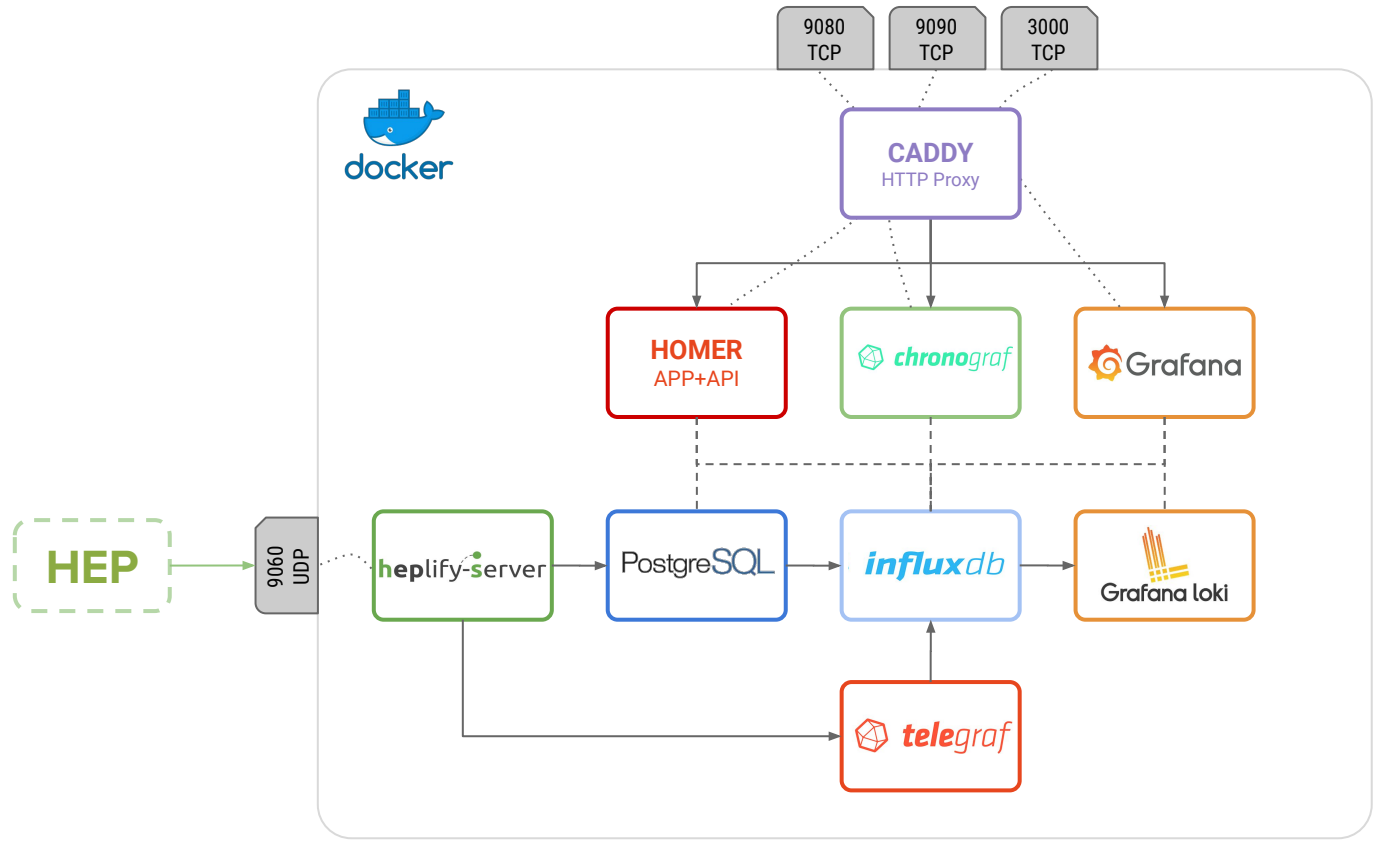 9080
TCP
9090
TCP
3000
TCP
docker
CADDY
HTTP Proxy
HOMER
APP+API
chronograf
Grafana
HEP
9060
UDP
heplify-server
PostgreSQL
influxdb
Grafana loki
telegraf